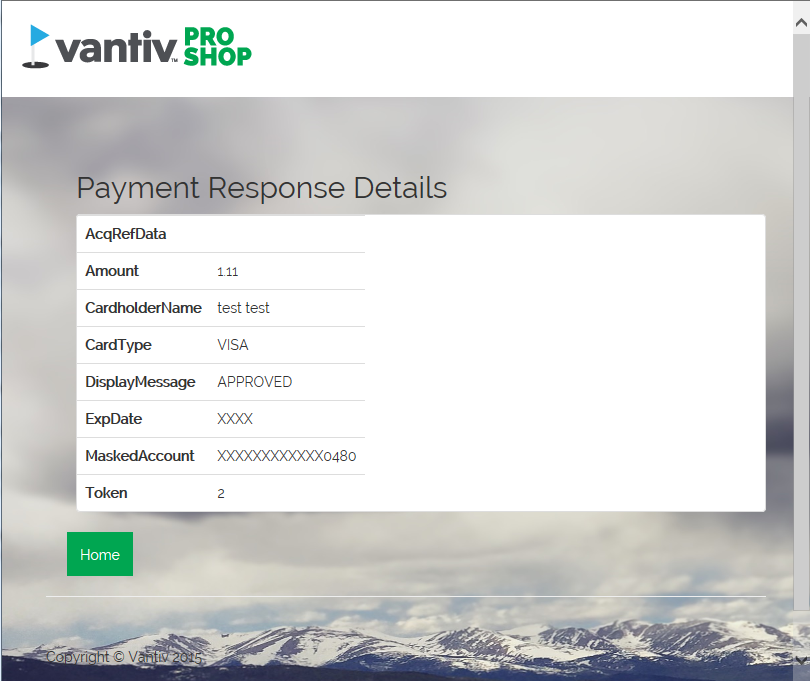 vantiv™ PRO SHOP
Payment Response Details
AcqRefData
Amount 1.11
CardholderName test test
CardType VISA
DisplayMessage APPROVED
ExpDate XXXX
MaskedAccount XXXXXXXXXXXX0480
Token 2
Home
Copyright © Vantiv 2015